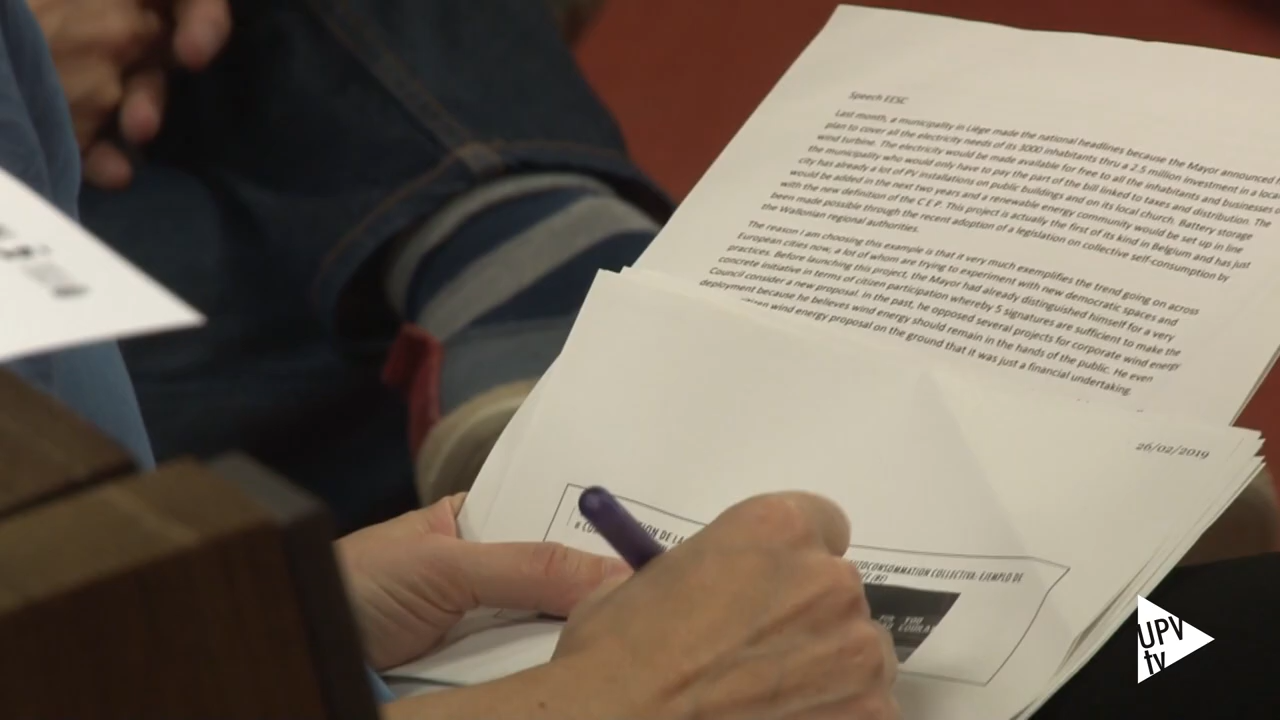 Speech EESC
Last month, a municipality in Liège made the national headlines because the Mayor announced
plan to cover all the electricity needs of its 3000 inhabitants thru a 2.5 million investment in a local
wind turbine. The electricity would be made available for free to all the inhabitants and businesses
the municipality who would only have to pay the part of the bill linked to taxes and distribution. The
city has already a lot of PV installations on public buildings and on its local church. Battery storage
would be added in the next two years and a renewable energy community would be set up in line
with the new definition of the C E P. This project is actually the first of its kind in Belgium and has just
been made possible through the recent adoption of a legislation on collective self-consumption by
the Wallonian regional authorities.
The reason I am choosing this example is that it very much exemplifies the trend going on across
European cities now, a lot of whom are trying to experiment with new democratic spaces and
practices. Before launching this project, the Mayor had already distinguished himself for a very
concrete initiative in terms of citizen participation whereby 5 signatures are sufficient to make the
Council consider a new proposal. In the past, he opposed several projects for corporate wind energy
deployment because he believes wind energy should remain in the hands of the public. He even
wind energy proposal on the ground that it was just a financial undertaking.
26/02/2019
DE LA
AUTOCONSOMMATION COLLECTIVA: EJEMPLO DE
FOR YOU
UPV
tv